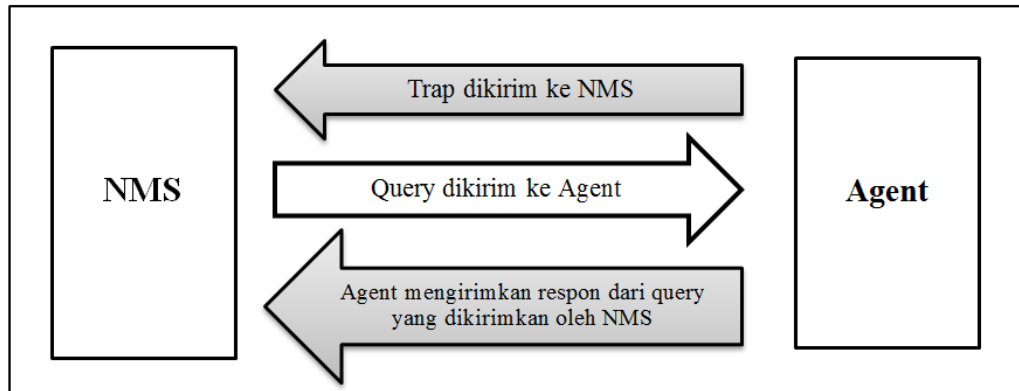 Trap dikirim ke NMS
NMS
Query dikirim ke Agent
Agent
Agent mengirimkan respon dari query
yang dikirimkan oleh NMS